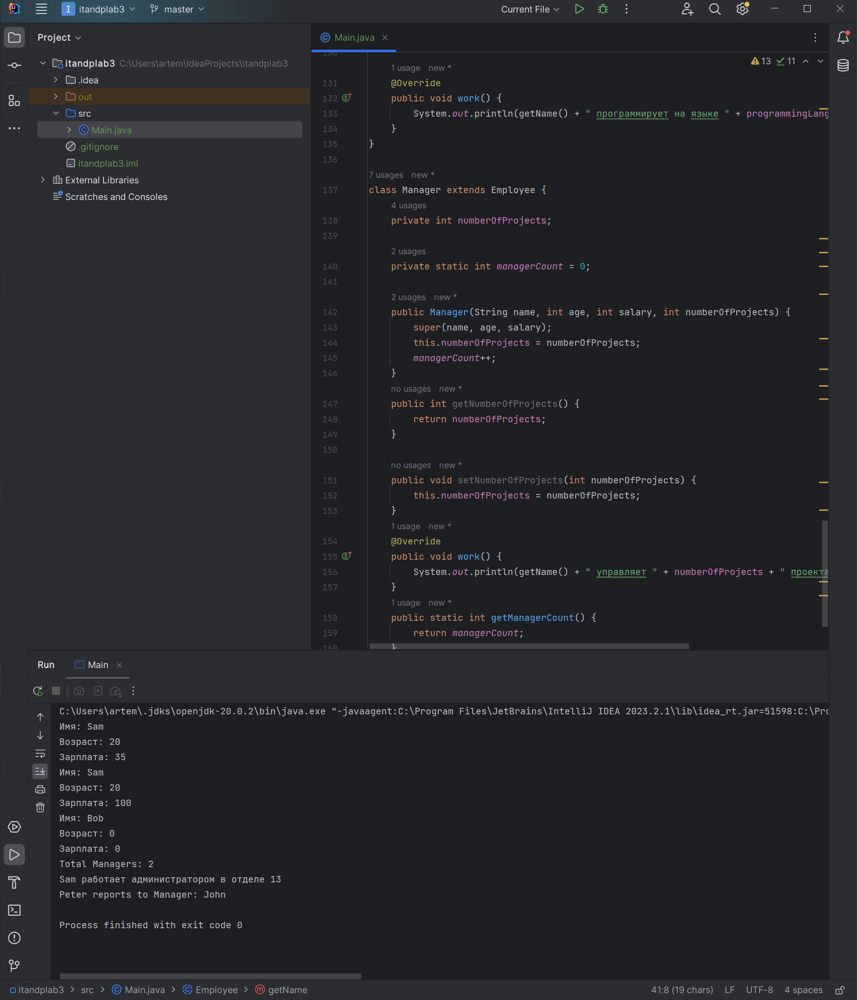 itandplab3 master Current File
Project
Main.java
itandplab3 C:\Users\artem\IdeaProjects\itandplab3
.idea
out
src
Main.java
.gitignore
itandplab3.iml
External Libraries
Scratches and Consoles
13 11
130
1 usage new *
131 @Override
132 public void work() {
133 System.out.println(getName() + " программирует на языке " + programmingLang
134 }
135 }
136
7 usages new *
137 class Manager extends Employee {
4 usages
138 private int numberOfProjects;
139
2 usages
140 private static int managerCount = 0;
141
2 usages new *
142 public Manager(String name, int age, int salary, int numberOfProjects) {
143 super(name, age, salary);
144 this.numberOfProjects = numberOfProjects;
145 managerCount++;
146 }
no usages new *
147 public int getNumberOfProjects() {
148 return numberOfProjects;
149 }
150
no usages new *
151 public void setNumberOfProjects(int numberOfProjects) {
152 this.numberOfProjects = numberOfProjects;
153 }
1 usage new *
154 @Override
155 public void work() {
156 System.out.println(getName() + " управляет " + numberOfProjects + " проекта
157 }
1 usage new *
158 public static int getManagerCount() {
159 return managerCount;
160 }
Run Main
C:\Users\artem\.jdks\openjdk-20.0.2\bin\java.exe "-javaagent:C:\Program Files\JetBrains\IntelliJ IDEA 2023.2.1\lib\idea_rt.jar=51598:C:\Pro
Имя: Sam
Возраст: 20
Зарплата: 35
Имя: Sam
Возраст: 20
Зарплата: 100
Имя: Bob
Возраст: 0
Зарплата: 0
Total Managers: 2
Sam работает администратором в отделе 13
Peter reports to Manager: John
Process finished with exit code 0
itandplab3 > src > Main.java > Employee > getName
41:8 (19 chars) LF UTF-8 4 spaces